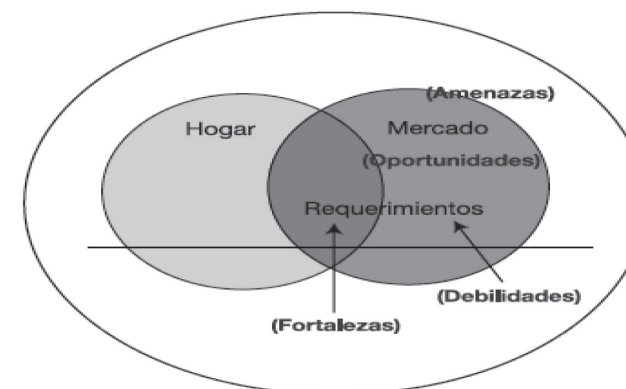 (Amenazas)
Hogar
Mercado
(Oportunidades)
Requerimientos
(Debilidades)
(Fortalezas)